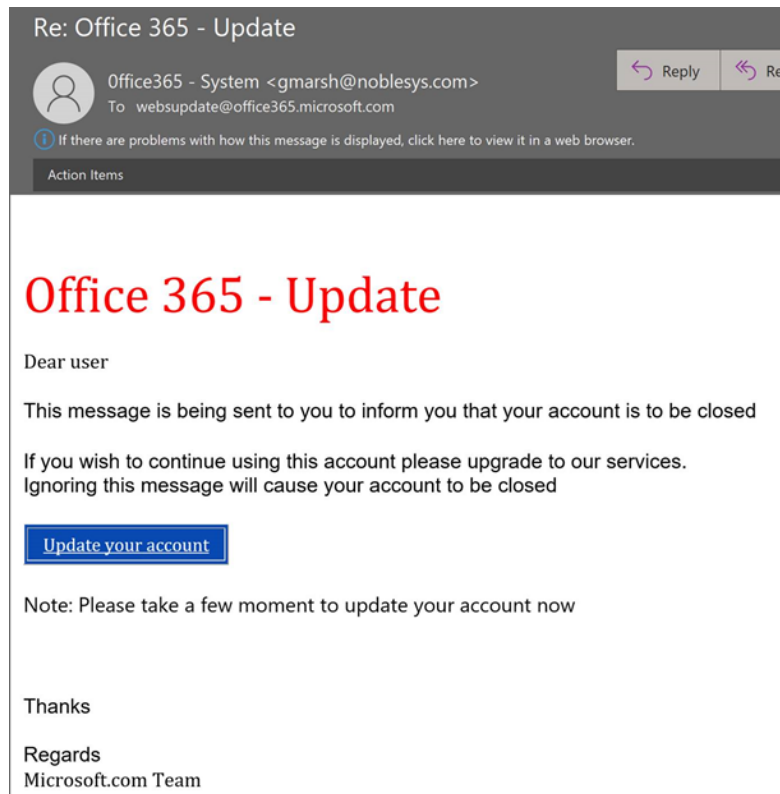 Re: Office 365 - Update
Reply
0ffice365 - System <gmarsh@noblesys.com>
To websupdate@office365.microsoft.com
If there are problems with how this message is displayed, click here to view it in a web browser.
Action Items
Office 365 - Update
Dear user
This message is being sent to you to inform you that your account is to be closed
If you wish to continue using this account please upgrade to our services.
Ignoring this message will cause your account to be closed
Update your account
Note: Please take a few moment to update your account now
Thanks
Regards
Microsoft.com Team